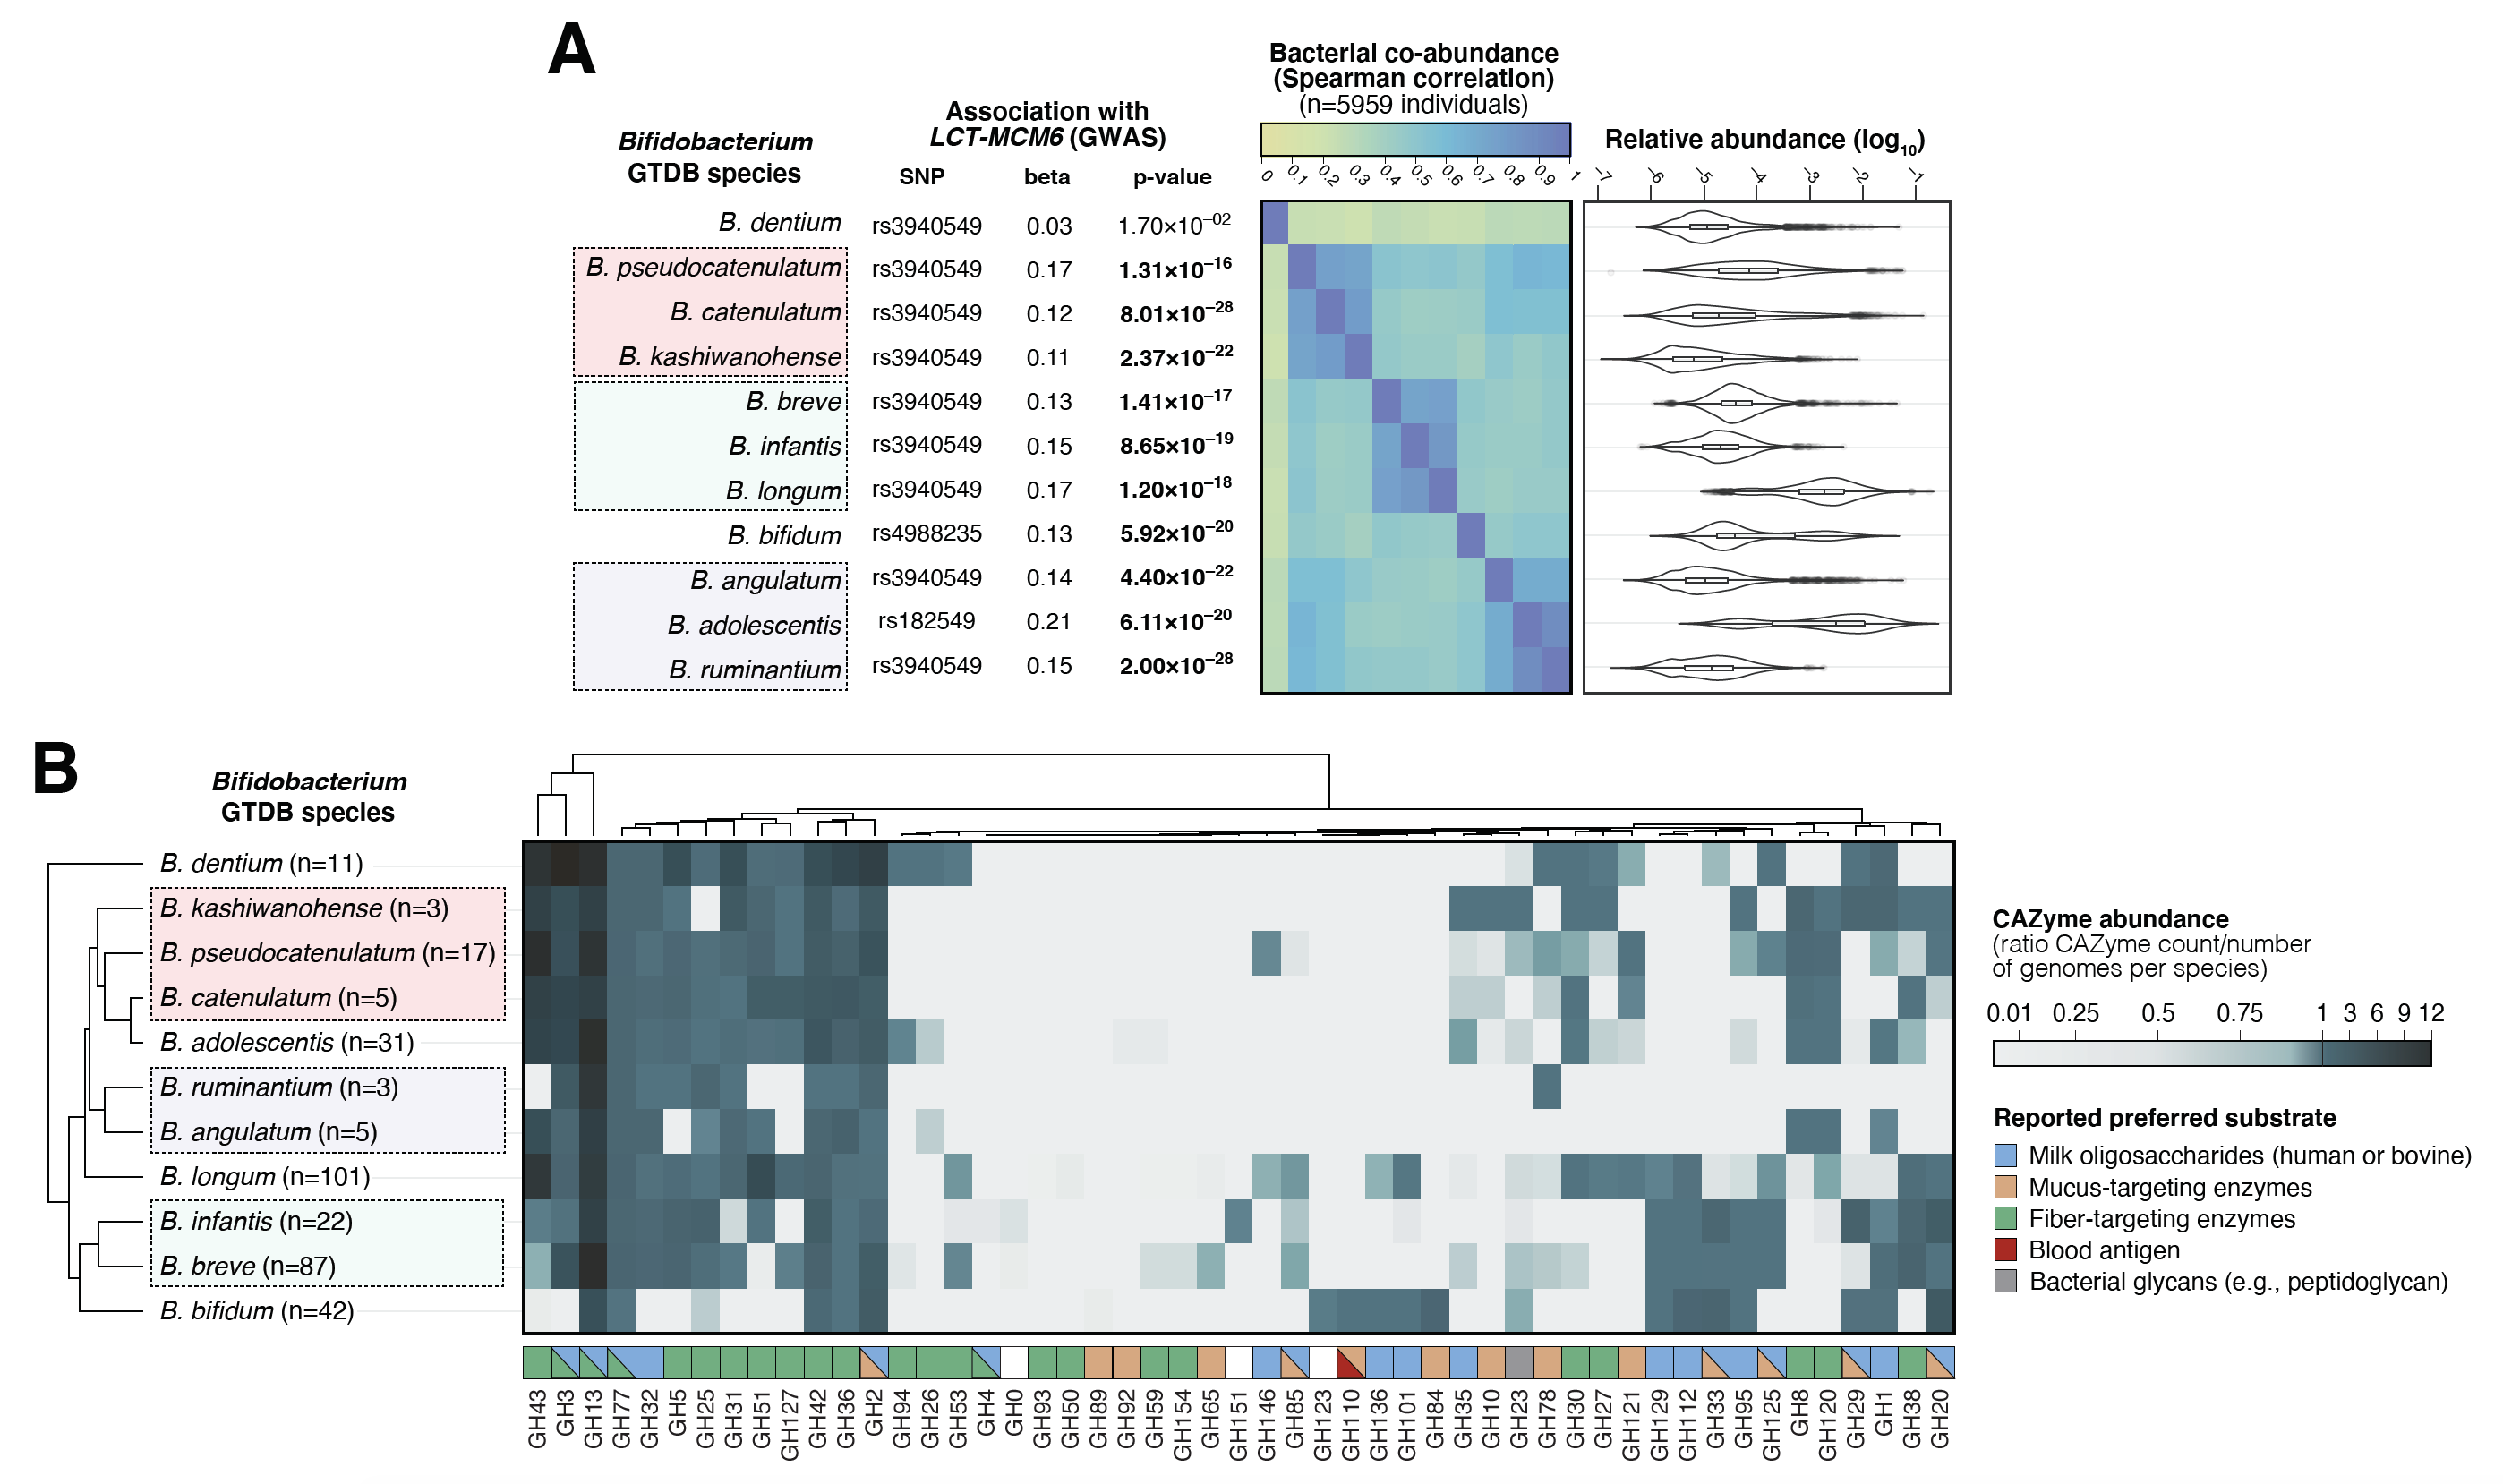 A
Bacterial co-abundance
(Spearman correlation)
(n=5959 individuals)
Association with
LCT-MCM6 (GWAS)
Bifidobacterium
GTDB species
SNP beta p-value
0 0.1 0.2 0.3 0.4 0.5 0.6 0.7 0.8 0.9 1
Relative abundance (log10)
−7 −6 −5 −4 −3 −2 −1
B. dentium rs3940549 0.03 1.70×10−02
B. pseudocatenulatum rs3940549 0.17 1.31×10−16
B. catenulatum rs3940549 0.12 8.01×10−28
B. kashiwanohense rs3940549 0.11 2.37×10−22
B. breve rs3940549 0.13 1.41×10−17
B. infantis rs3940549 0.15 8.65×10−19
B. longum rs3940549 0.17 1.20×10−18
B. bifidum rs4988235 0.13 5.92×10−20
B. angulatum rs3940549 0.14 4.40×10−22
B. adolescentis rs182549 0.21 6.11×10−20
B. ruminantium rs3940549 0.15 2.00×10−28
B
Bifidobacterium
GTDB species
B. dentium (n=11)
B. kashiwanohense (n=3)
B. pseudocatenulatum (n=17)
B. catenulatum (n=5)
B. adolescentis (n=31)
B. ruminantium (n=3)
B. angulatum (n=5)
B. longum (n=101)
B. infantis (n=22)
B. breve (n=87)
B. bifidum (n=42)
GH43 GH3 GH13 GH77 GH32 GH5 GH25 GH31 GH51 GH127 GH42 GH36 GH2 GH94 GH26 GH53 GH4 GH0 GH93 GH50 GH89 GH92 GH59 GH154 GH65 GH151 GH146 GH85 GH123 GH110 GH136 GH101 GH84 GH35 GH10 GH23 GH78 GH30 GH27 GH121 GH129 GH112 GH33 GH95 GH125 GH8 GH120 GH29 GH1 GH38 GH20
CAZyme abundance
(ratio CAZyme count/number
of genomes per species)
0.01 0.25 0.5 0.75 1 3 6 9 12
Reported preferred substrate
Milk oligosaccharides (human or bovine)
Mucus-targeting enzymes
Fiber-targeting enzymes
Blood antigen
Bacterial glycans (e.g., peptidoglycan)